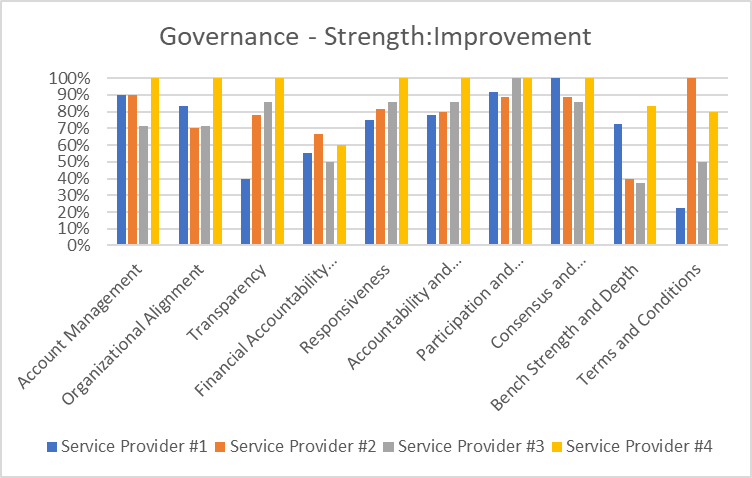 Governance - Strength:Improvement
100%
90%
80%
70%
60%
50%
40%
30%
20%
10%
0%
Account Management
Organizational Alignment
Transparency
Financial Accountability...
Responsiveness
Accountability and...
Participation and...
Consensus and...
Bench Strength and Depth
Terms and Conditions
Service Provider #1 Service Provider #2 Service Provider #3 Service Provider #4